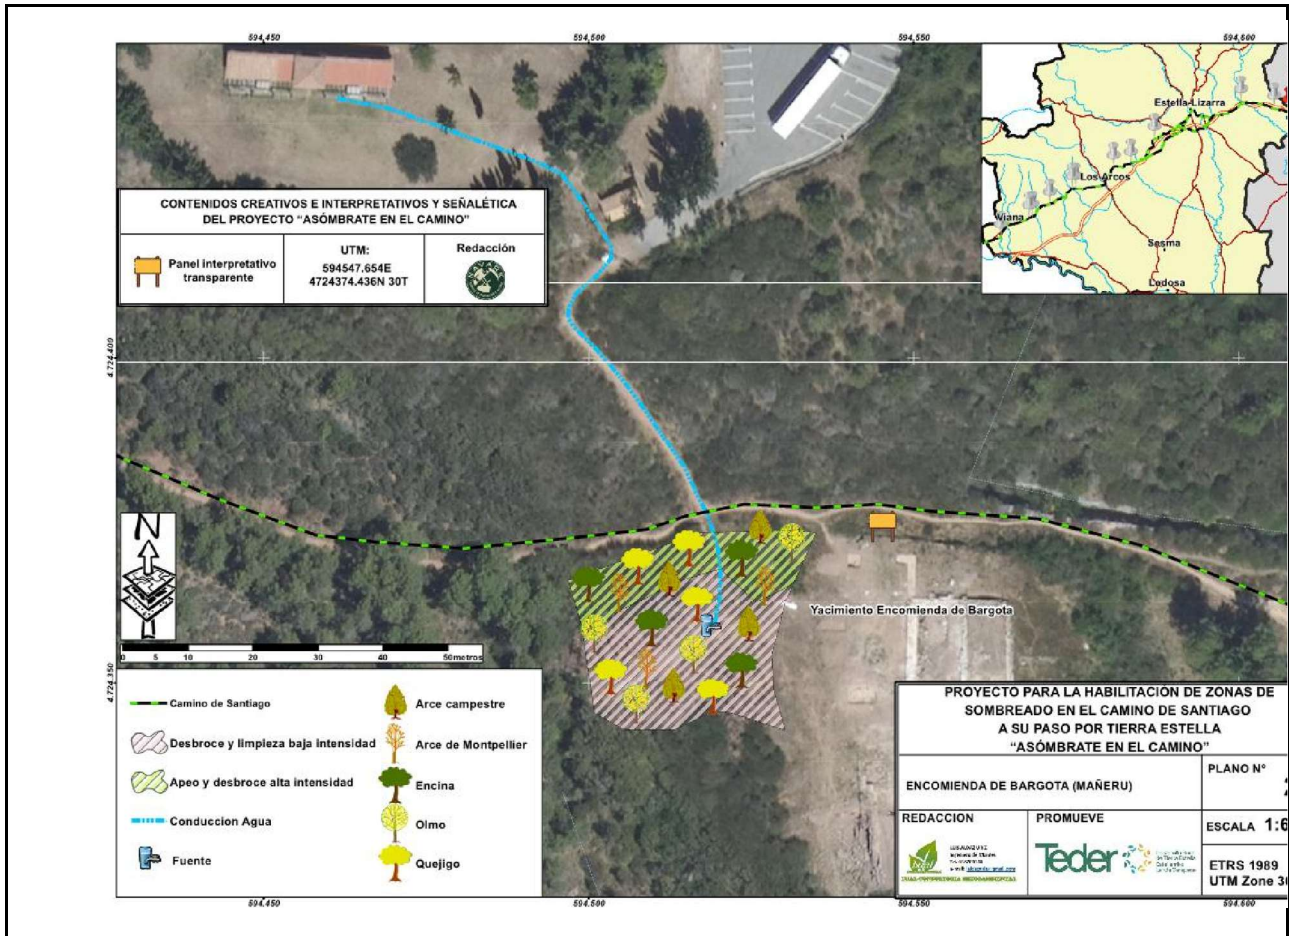 594,450 594,500 594,550 594,600
CONTENIDOS CREATIVOS E INTERPRETATIVOS Y SEÑALÉTICA
DEL PROYECTO “ASÓMBRATE EN EL CAMINO”
Panel interpretativo
transparente
UTM:
594547.654E
4724374.436N 30T
Redacción
Estella-Lizarra
Los Arcos
Viana
Sesma
Lodosa
4.724.400
N
Yacimiento Encomienda de Bargota
0 5 10 20 30 40 50 metros
4.724.350
Camino de Santiago
Desbroce y limpieza baja intensidad
Apeo y desbroce alta intensidad
Conduccion Agua
Fuente
Arce campestre
Arce de Montpellier
Encina
Olmo
Quejigo
PROYECTO PARA LA HABILITACIÓN DE ZONAS DE
SOMBREADO EN EL CAMINO DE SANTIAGO
A SU PASO POR TIERRA ESTELLA
“ASÓMBRATE EN EL CAMINO”
ENCOMIENDA DE BARGOTA (MAÑERU)
PLANO Nº
REDACCION
PROMUEVE
Teder
ESCALA 1:6
ETRS 1989
UTM Zone 3
594.450 594.500 594.550 594.600